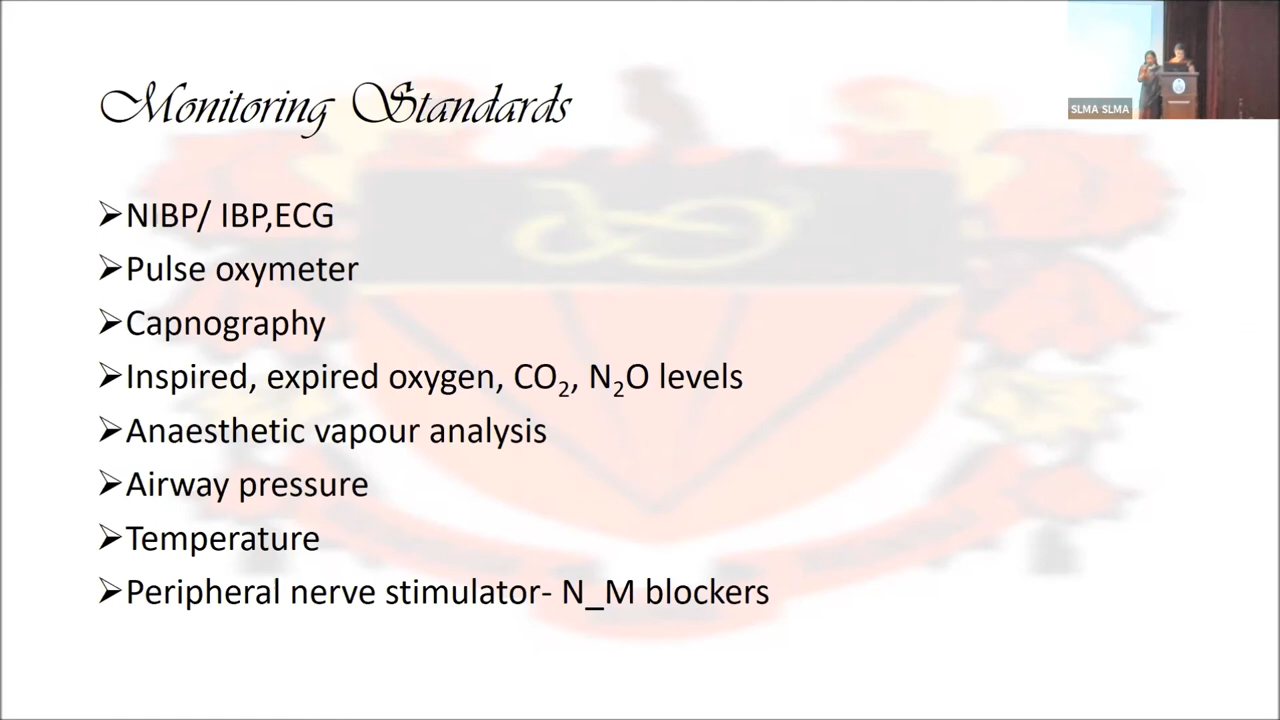 Monitoring Standards
SLMA SLMA
➢NIBP/ IBP,ECG
➢Pulse oxymeter
➢Capnography
➢Inspired, expired oxygen, CO₂, N₂O levels
➢Anaesthetic vapour analysis
➢Airway pressure
➢Temperature
➢Peripheral nerve stimulator- N_M blockers